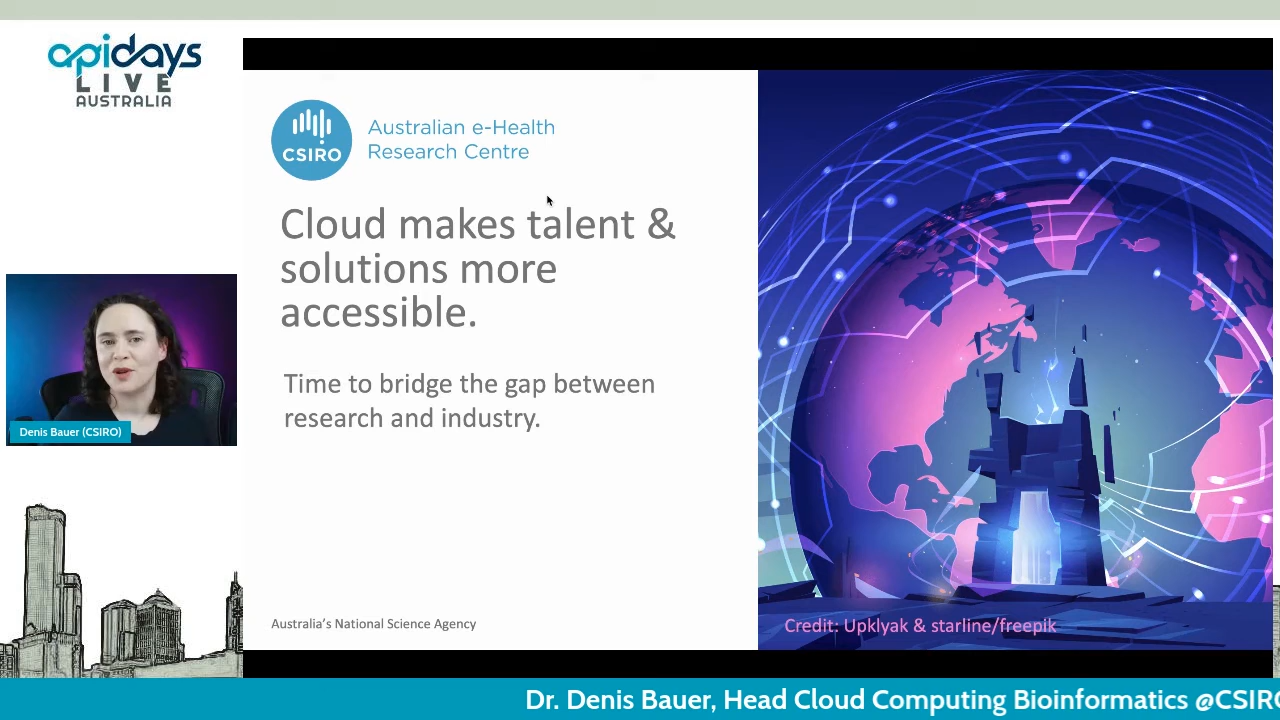 apidays
LIVE
AUSTRALIA
CSIRO
Australian e-Health
Research Centre
Cloud makes talent &
solutions more
accessible.
Time to bridge the gap between
research and industry.
Australia's National Science Agency
Credit: Upklyak & starline/freepik
Denis Bauer (CSIRO)
Dr. Denis Bauer, Head Cloud Computing Bioinformatics @CSIRO